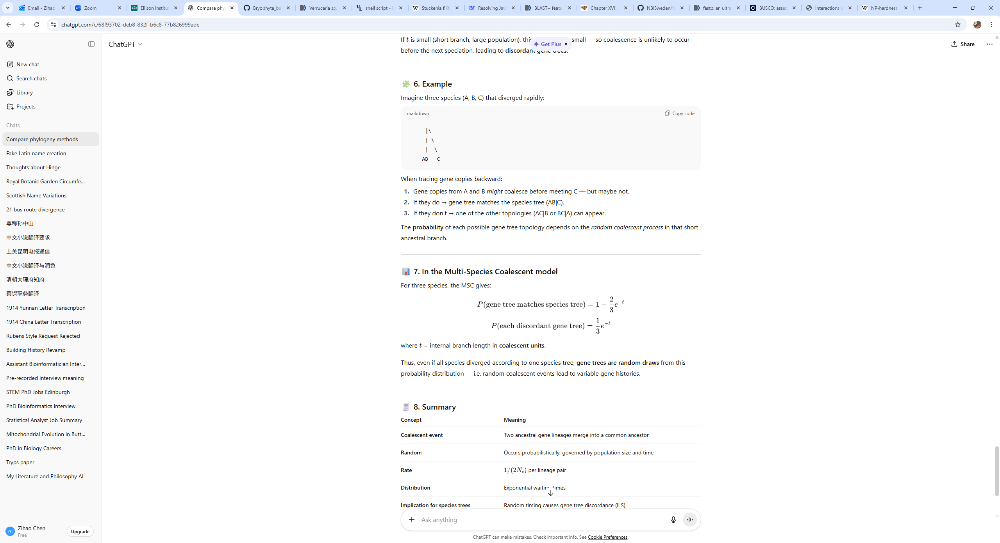 Email - Zihao
Zoom
Ellison Institu
Compare phyl
Bryophyte_ba
Verrucaria sp.
shell script - U
Stuckenia filif
Resolving Java
BLAST+ featu
Chapter XVIII.
NBISweden/M
fastp: an ultra
BUSCO: asses
Interactions w
NP-hardness
chatgpt.com/c/68f93702-deb8-832f-b6c8-77b826999ade
ChatGPT
Get Plus
Share
New chat
Search chats
Library
Projects
Chats
Compare phylogeny methods
Fake Latin name creation
Thoughts about Hinge
Royal Botanic Garden Circumfe...
Scottish Name Variations
21 bus route divergence
尊称孙中山
中文小说翻译要求
上关昆明电报通信
中文小说翻译与润色
清朝大理府知府
蔡锷职务翻译
1914 Yunnan Letter Transcription
1914 China Letter Transcription
Rubens Style Request Rejected
Building History Revamp
Assistant Bioinformatician Inter...
Pre-recorded interview meaning
STEM PhD Jobs Edinburgh
PhD Bioinformatics Interview
Statistical Analyst Job Summary
Mitochondrial Evolution in Butt...
PhD in Biology Careers
Tryps paper
My Literature and Philosophy AI
ZC
Zihao Chen
Free
Upgrade
If t is small (short branch, large population), this small — so coalescence is unlikely to occur
before the next speciation, leading to discordant gene trees.
6. Example
Imagine three species (A, B, C) that diverged rapidly:
markdown
Copy code
|\
| \
|  \
AB   C
When tracing gene copies backward:
1. Gene copies from A and B might coalesce before meeting C — but maybe not.
2. If they do → gene tree matches the species tree (AB|C).
3. If they don't → one of the other topologies (AC|B or BC|A) can appear.
The probability of each possible gene tree topology depends on the random coalescent process in that short
ancestral branch.
7. In the Multi-Species Coalescent model
For three species, the MSC gives:
P(gene tree matches species tree) = 1 − 2/3 e^−t
P(each discordant gene tree) = 1/3 e^−t
where t = internal branch length in coalescent units.
Thus, even if all species diverged according to one species tree, gene trees are random draws from this
probability distribution — i.e. random coalescent events lead to variable gene histories.
8. Summary
Concept Meaning
Coalescent event Two ancestral gene lineages merge into a common ancestor
Random Occurs probabilistically, governed by population size and time
Rate 1/(2Nₑ) per lineage pair
Distribution Exponential waiting times
Implication for species trees Random timing causes gene tree discordance (ILS)
Ask anything
ChatGPT can make mistakes. Check important info. See Cookie Preferences.